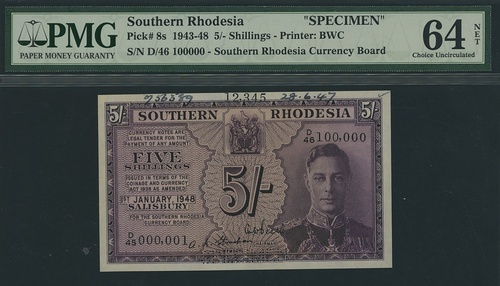 PMG
PAPER MONEY GUARANTY
Southern Rhodesia "SPECIMEN"
Pick# 8s 1943-48 5/- Shillings - Printer: BWC
S/N D/46 100000 - Southern Rhodesia Currency Board
64 NET
Choice Uncirculated
12,345 28.6.47
5/- SOUTHERN RHODESIA 5/-
CURRENCY NOTES ARE
LEGAL TENDER FOR THE
PAYMENT OF ANY AMOUNT
D/46 100,000
FIVE
SHILLINGS
5/-
ISSUED IN TERMS OF THE
COINAGE AND CURRENCY
ACT 1938 AS AMENDED
1ST JANUARY, 1948
SALISBURY
FOR THE SOUTHERN RHODESIA
CURRENCY BOARD.
D/45 000,001